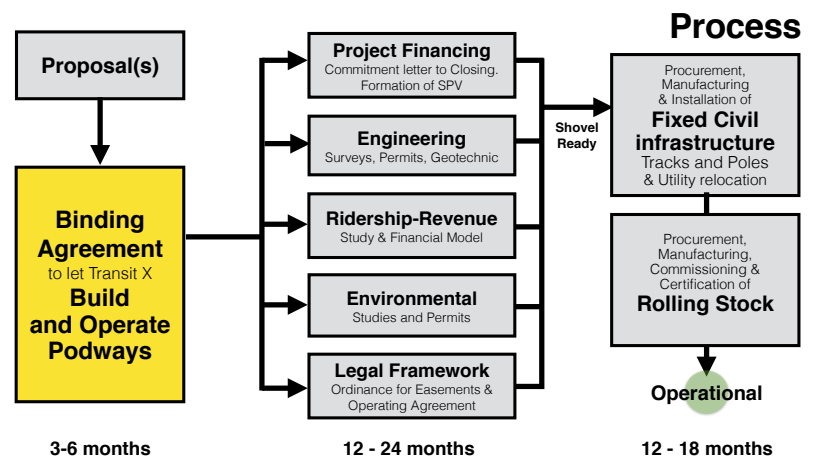 Process
Proposal(s)
Binding
Agreement
to let Transit X
Build
and Operate
Podways
3-6 months
Project Financing
Commitment letter to Closing.
Formation of SPV
Engineering
Surveys, Permits, Geotechnic
Ridership-Revenue
Study & Financial Model
Environmental
Studies and Permits
Legal Framework
Ordinance for Easements &
Operating Agreement
12 - 24 months
Shovel
Ready
Procurement,
Manufacturing
& Installation of
Fixed Civil
infrastructure
Tracks and Poles
& Utility relocation
Procurement,
Manufacturing,
Commissioning &
Certification of
Rolling Stock
Operational
12 - 18 months